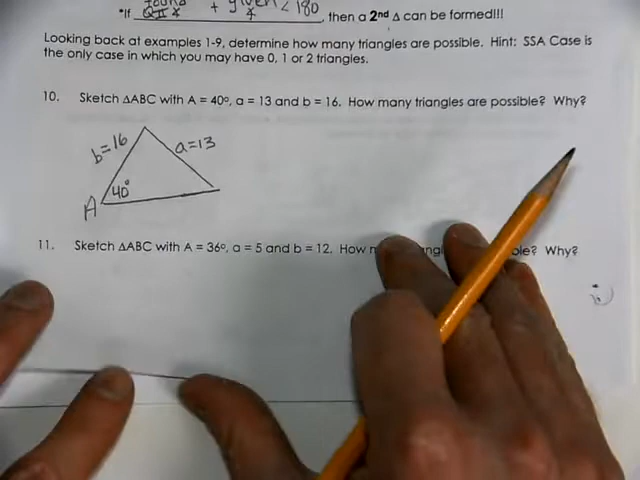 found
*If QII ∡ + given ∡ < 180, then a 2nd Δ can be formed!!!
Looking back at examples 1-9, determine how many triangles are possible. Hint: SSA Case is
the only case in which you may have 0, 1 or 2 triangles.
10. Sketch ΔABC with A = 40º, a = 13 and b = 16. How many triangles are possible? Why?
b=16
a=13
40°
A
11. Sketch ΔABC with A = 36º, a = 5 and b = 12. How Why?